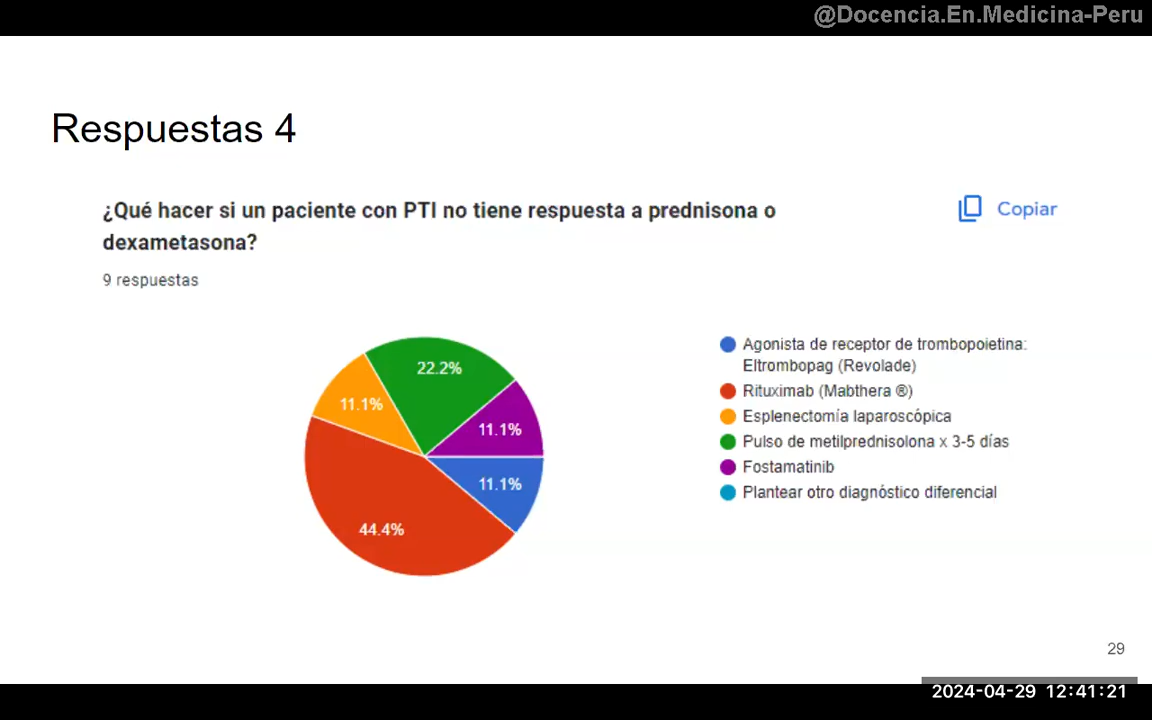 @Docencia.En.Medicina-Peru
Respuestas 4
¿Qué hacer si un paciente con PTI no tiene respuesta a prednisona o
dexametasona?
Copiar
9 respuestas
22.2%
11.1%
11.1%
11.1%
44.4%
Agonista de receptor de trombopoietina:
Eltrombopag (Revolade)
Rituximab (Mabthera ®)
Esplenectomía laparoscópica
Pulso de metilprednisolona x 3-5 días
Fostamatinib
Plantear otro diagnóstico diferencial
29
2024-04-29 12:41:21